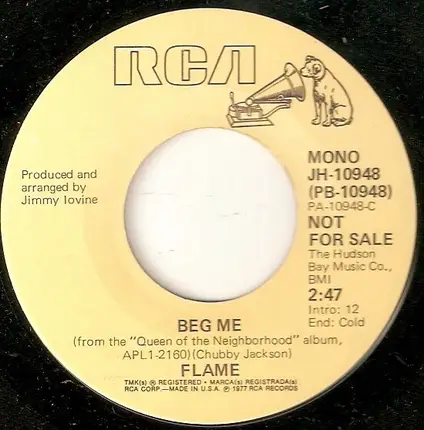 RCA
MONO
JH-10948
(PB-10948)
PA-10948-C
NOT
FOR SALE
The Hudson
Bay Music Co.,
BMI
2:47
Intro: 12
End: Cold
Produced and
arranged by
Jimmy Iovine
BEG ME
(from the "Queen of the Neighborhood" album,
APL1-2160)(Chubby Jackson)
FLAME
TMK(s) ® REGISTERED • MARCA(s) REGISTRADA(s)
RCA CORP.—MADE IN U.S.A. ℗ 1977 RCA RECORDS